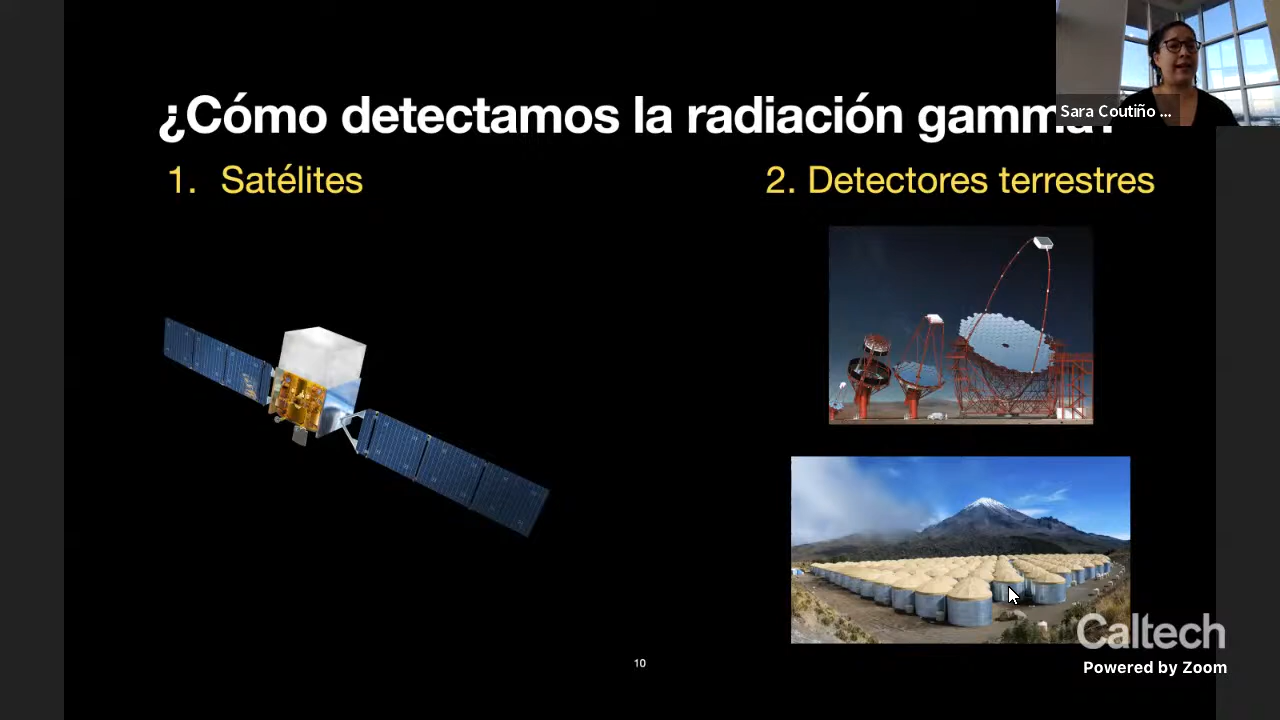 ¿Cómo detectamos la radiación gamma?
Sara Coutiño ...
1. Satélites
2. Detectores terrestres
10
Caltech
Powered by Zoom